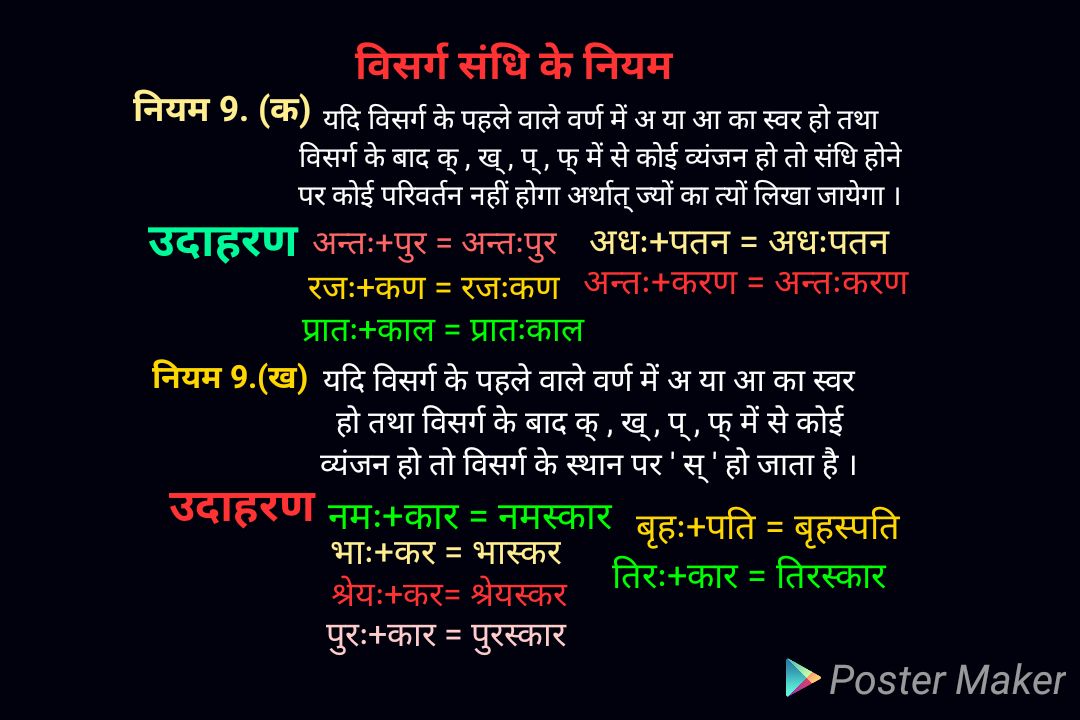 विसर्ग संधि के नियम
नियम 9. (क) यदि विसर्ग के पहले वाले वर्ण में अ या आ का स्वर हो तथा
विसर्ग के बाद क् , ख् , प् , फ् में से कोई व्यंजन हो तो संधि होने
पर कोई परिवर्तन नहीं होगा अर्थात् ज्यों का त्यों लिखा जायेगा ।
उदाहरण अन्तः+पुर = अन्तःपुर अधः+पतन = अधःपतन
रजः+कण = रजःकण अन्तः+करण = अन्तःकरण
प्रातः+काल = प्रातःकाल
नियम 9.(ख) यदि विसर्ग के पहले वाले वर्ण में अ या आ का स्वर
हो तथा विसर्ग के बाद क् , ख् , प् , फ् में से कोई
व्यंजन हो तो विसर्ग के स्थान पर ' स् ' हो जाता है ।
उदाहरण नमः+कार = नमस्कार बृहः+पति = बृहस्पति
भाः+कर = भास्कर
तिरः+कार = तिरस्कार
श्रेयः+कर= श्रेयस्कर
पुरः+कार = पुरस्कार
Poster Maker